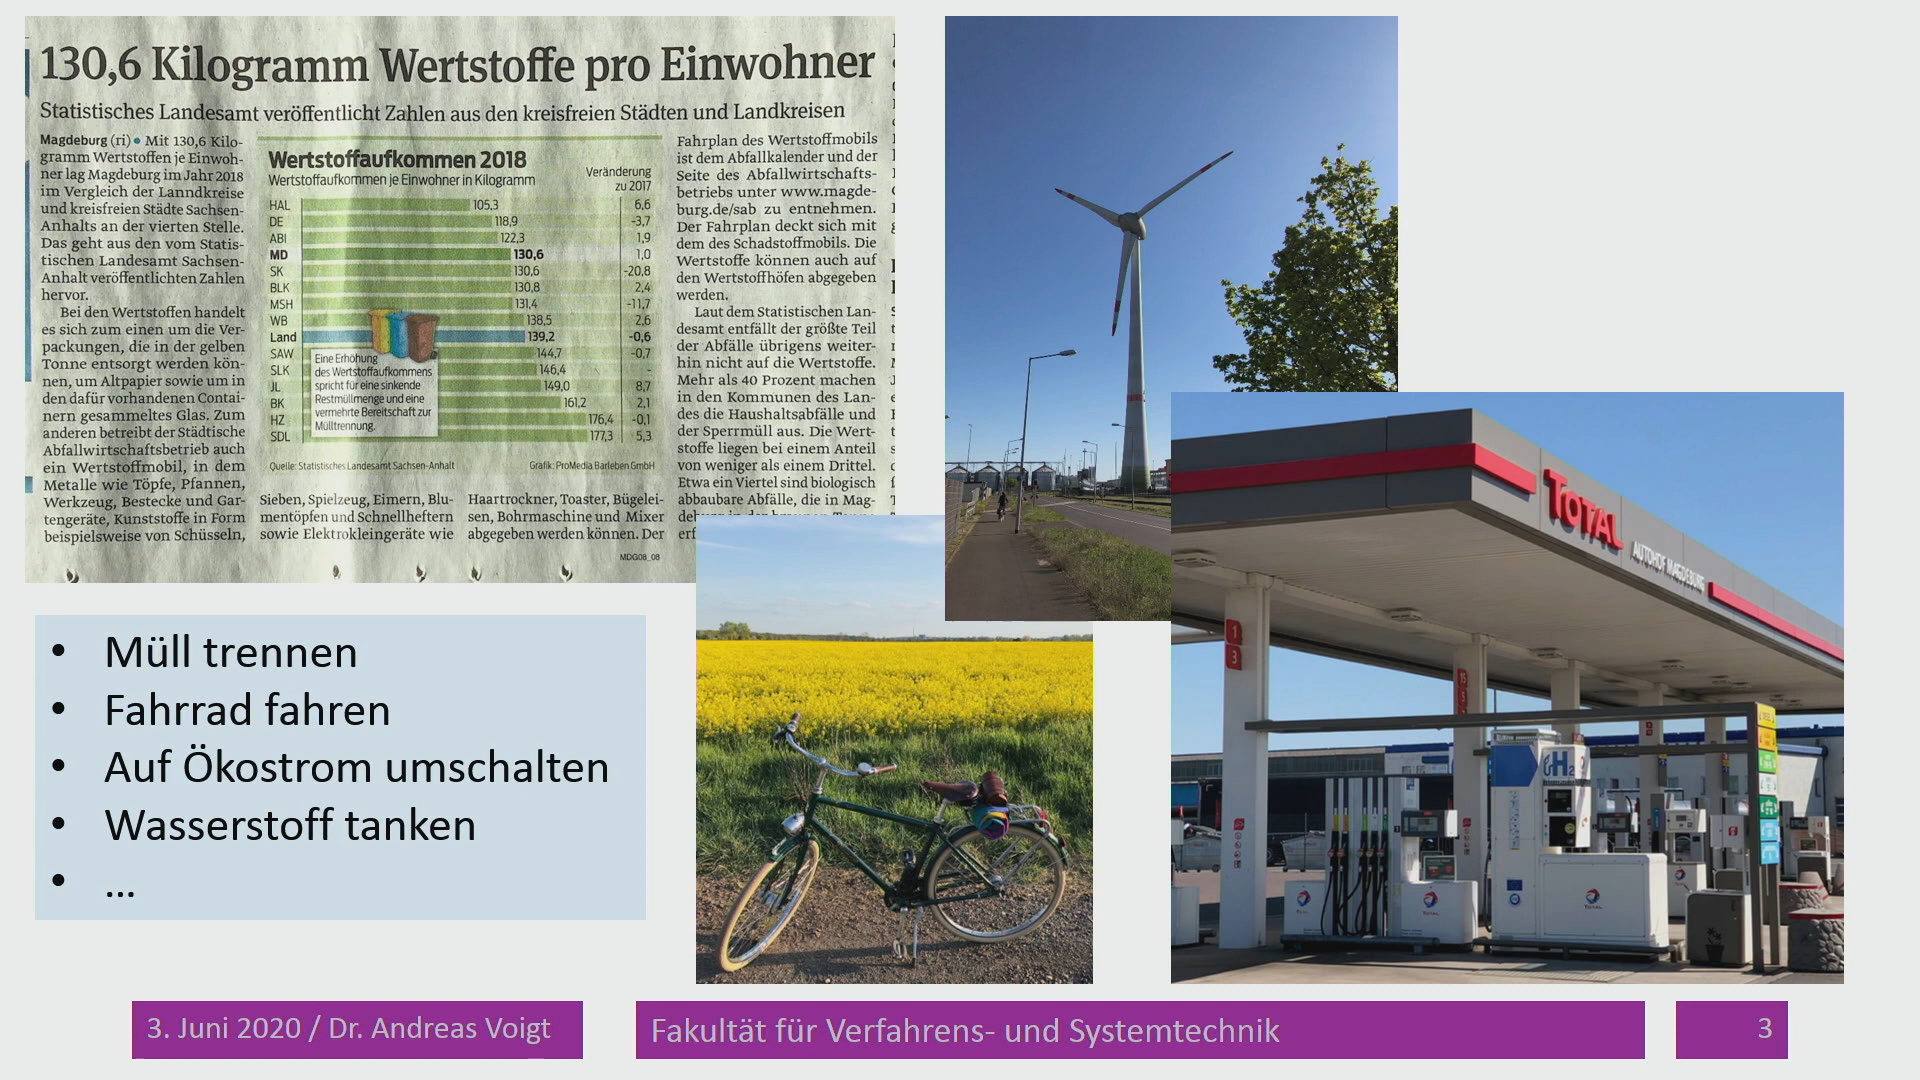 130,6 Kilogramm Wertstoffe pro Einwohner
Statistisches Landesamt veröffentlicht Zahlen aus den kreisfreien Städten und Landkreisen
Magdeburg (ri) • Mit 130,6 Kilo-
gramm Wertstoffen je Einwoh-
ner lag Magdeburg im Jahr 2018
im Vergleich der Lanndkreise
und kreisfreien Städte Sachsen-
Anhalts an der vierten Stelle.
Das geht aus den vom Statis-
tischen Landesamt Sachsen-
Anhalt veröffentlichten Zahlen
hervor.
Bei den Wertstoffen handelt
es sich zum einen um die Ver-
packungen, die in der gelben
Tonne entsorgt werden kön-
nen, um Altpapier sowie um in
den dafür vorhandenen Contai-
nern gesammeltes Glas. Zum
anderen betreibt der Städtische
Abfallwirtschaftsbetrieb auch
ein Wertstoffmobil, in dem
Metalle wie Töpfe, Pfannen,
Werkzeug, Bestecke und Gar-
tengeräte, Kunststoffe in Form
beispielsweise von Schüsseln,
Wertstoffaufkommen 2018
Wertstoffaufkommen je Einwohner in Kilogramm
Veränderung
zu 2017
HAL 105,3 6,6
DE 118,9 -3,7
ABI 122,3 1,9
MD 130,6 1,0
SK 130,6 -20,8
BLK 130,8 2,4
MSH 131,4 -11,7
WB 138,5 2,6
Land 139,2 -0,6
SAW 144,7 -0,7
SLK 146,4 -
JL 149,0 8,7
BK 161,2 2,1
HZ 176,4 -0,1
SDL 177,3 5,3
Eine Erhöhung
des Wertstoffaufkommens
spricht für eine sinkende
Restmüllmenge und eine
vermehrte Bereitschaft zur
Mülltrennung.
Quelle: Statistisches Landesamt Sachsen-Anhalt
Grafik: ProMedia Barleben GmbH
Sieben, Spielzeug, Eimern, Blu-
mentöpfen und Schnellheftern
sowie Elektrokleingeräte wie
Haartrockner, Toaster, Bügelei-
sen, Bohrmaschine und Mixer
abgegeben werden können. Der
MDG08_08
Fahrplan des Wertstoffmobils
ist dem Abfallkalender und der
Seite des Abfallwirtschafts-
betriebs unter www.magde-
burg.de/sab zu entnehmen.
Der Fahrplan deckt sich mit
dem des Schadstoffmobils. Die
Wertstoffe können auch auf
den Wertstoffhöfen abgegeben
werden.
Laut dem Statistischen Lan-
desamt entfällt der größte Teil
der Abfälle übrigens weiter-
hin nicht auf die Wertstoffe.
Mehr als 40 Prozent machen
in den Kommunen des Lan-
des die Haushaltsabfälle und
der Sperrmüll aus. Die Wert-
stoffe liegen bei einem Anteil
von weniger als einem Drittel.
Etwa ein Viertel sind biologisch
abbaubare Abfälle, die in Mag-
TOTAL
AUTOHOF MAGDEBURG
1
3
15
H2
TOTAL
TOTAL
TOTAL
• Müll trennen
• Fahrrad fahren
• Auf Ökostrom umschalten
• Wasserstoff tanken
• ...
3. Juni 2020 / Dr. Andreas Voigt
Fakultät für Verfahrens- und Systemtechnik
3